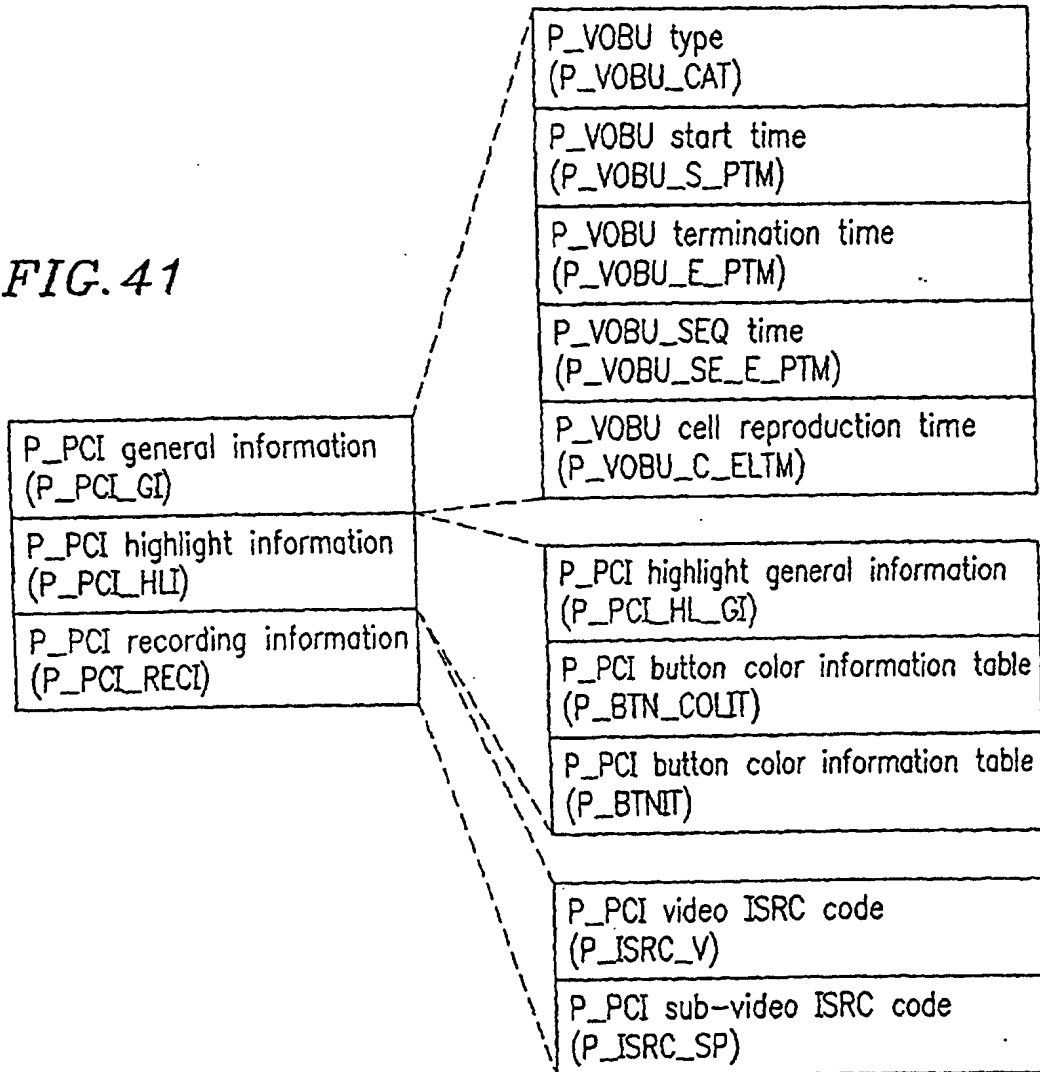 FIG. 41
P_PCI general information
(P_PCI_GI)
P_PCI highlight information
(P_PCI_HLI)
P_PCI recording information
(P_PCI_RECI)
P_VOBU type
(P_VOBU_CAT)
P_VOBU start time
(P_VOBU_S_PTM)
P_VOBU termination time
(P_VOBU_E_PTM)
P_VOBU_SEQ time
(P_VOBU_SE_E_PTM)
P_VOBU cell reproduction time
(P_VOBU_C_ELTM)
P_PCI highlight general information
(P_PCI_HL_GI)
P_PCI button color information table
(P_BTN_COLIT)
P_PCI button color information table
(P_BTNIT)
P_PCI video ISRC code
(P_ISRC_V)
P_PCI sub-video ISRC code
(P_ISRC_SP)